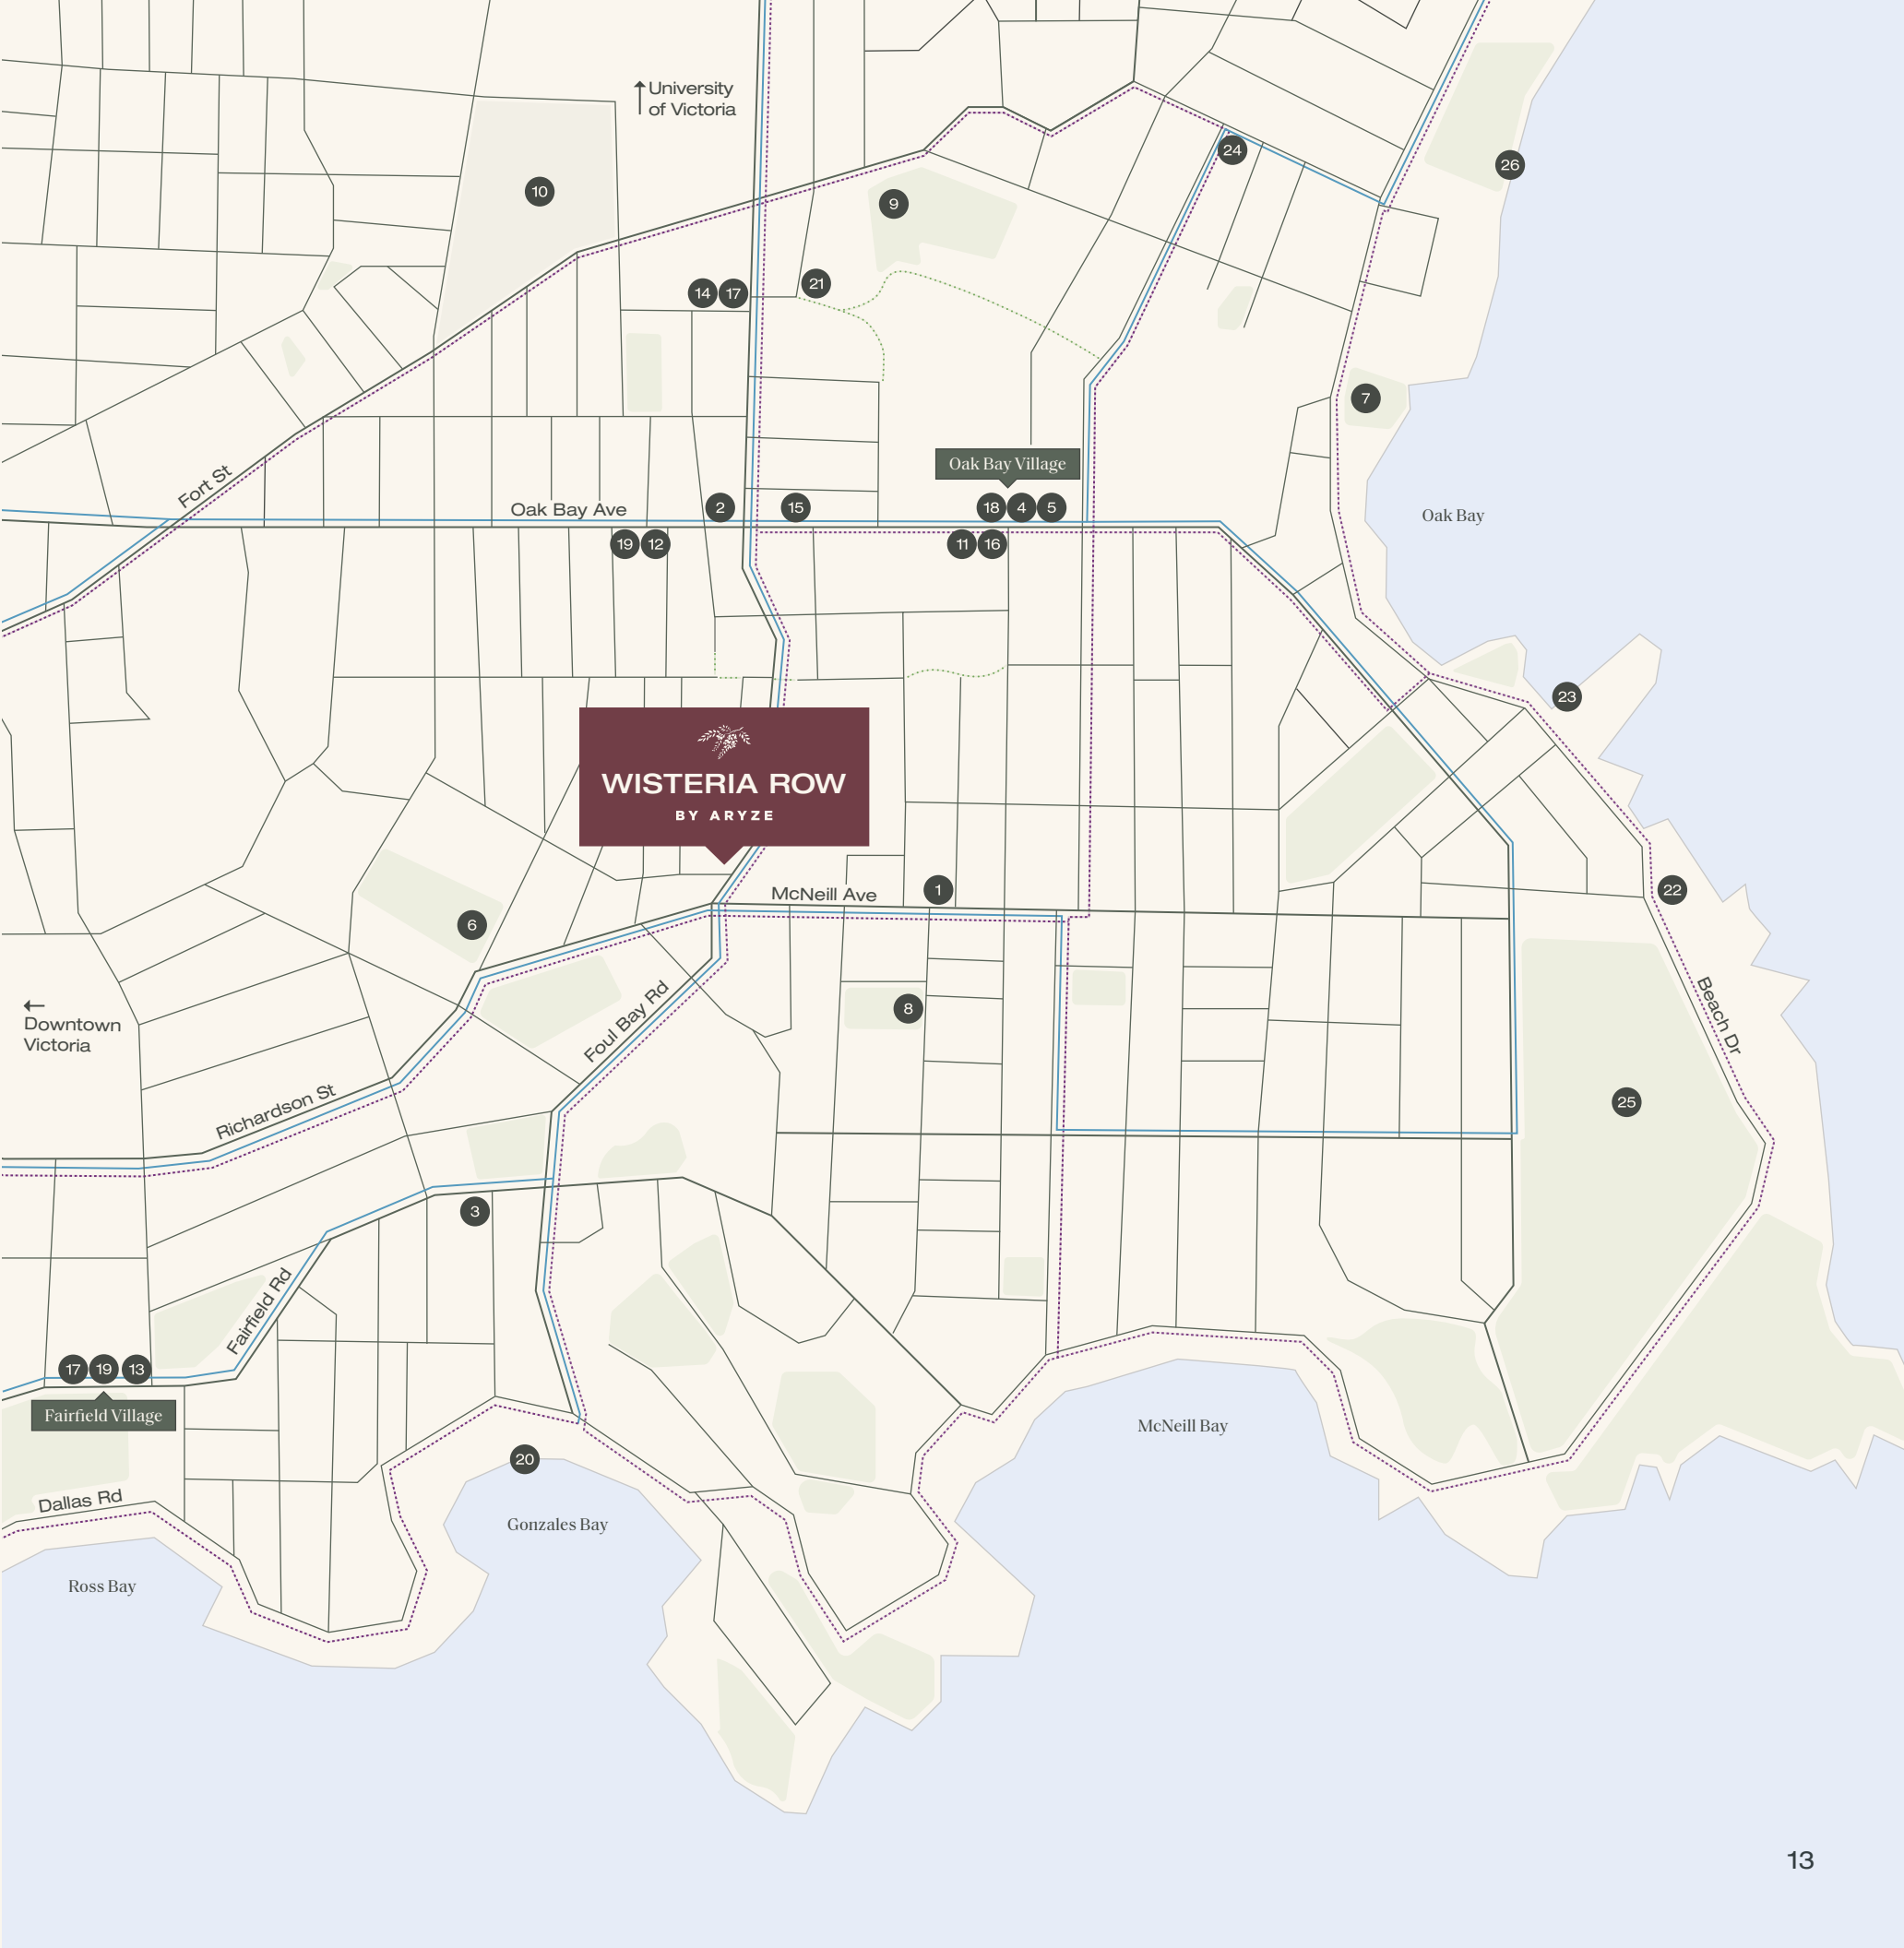 ↑ University
of Victoria
24
26
10
9
14 17
21
7
Fort St
Oak Bay Village
Oak Bay Ave
2
15
18 4 5
Oak Bay
19 12
11 16
23
WISTERIA ROW
BY ARYZE
McNeill Ave
1
22
6
←
Downtown
Victoria
Foul Bay Rd
8
Beach Dr
Richardson St
25
3
Fairfield Rd
17 19 13
Fairfield Village
McNeill Bay
20
Dallas Rd
Gonzales Bay
Ross Bay
13